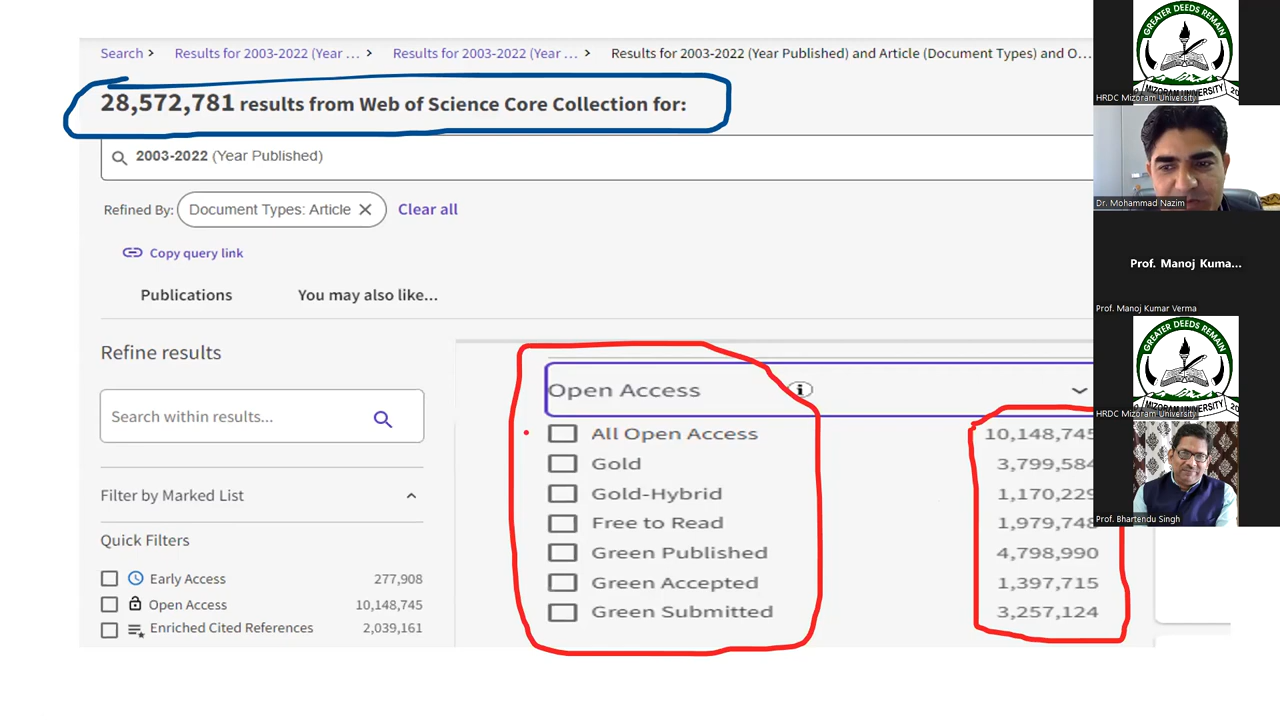 Search > Results for 2003-2022 (Year ... > Results for 2003-2022 (Year ... > Results for 2003-2022 (Year Published) and Article (Document Types) and O...
28,572,781 results from Web of Science Core Collection for:
2003-2022 (Year Published)
Refined By: Document Types: Article Clear all
Copy query link
Publications You may also like...
Refine results
Search within results...
Filter by Marked List
Quick Filters
Early Access 277,908
Open Access 10,148,745
Enriched Cited References 2,039,161
Open Access
All Open Access 10,148,745
Gold 3,799,584
Gold-Hybrid 1,170,229
Free to Read 1,979,748
Green Published 4,798,990
Green Accepted 1,397,715
Green Submitted 3,257,124
GREATER DEEDS REMAIN
MIZORAM UNIVERSITY
HRDC Mizoram University
Dr. Mohammad Nazim
Prof. Manoj Kuma...
Prof. Manoj Kumar Verma
GREATER DEEDS REMAIN
MIZORAM UNIVERSITY
HRDC Mizoram University
Prof. Bhartendu Singh